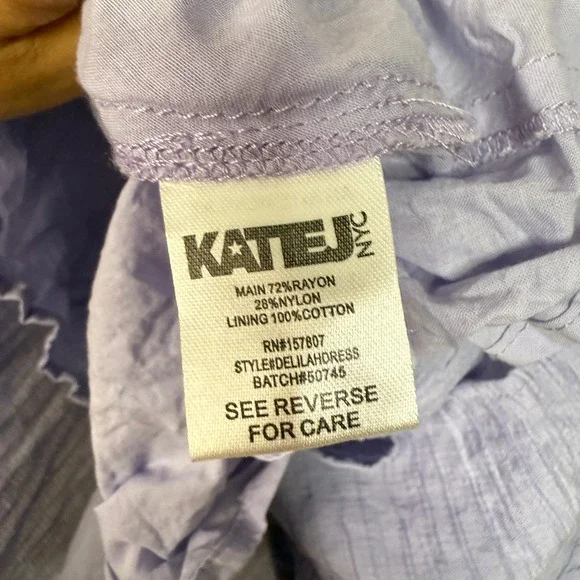 KATIEJ NYC
MAIN 72%RAYON
28%NYLON
LINING 100%COTTON
RN#157807
STYLE#DELILAHDRESS
BATCH#50745
SEE REVERSE
FOR CARE